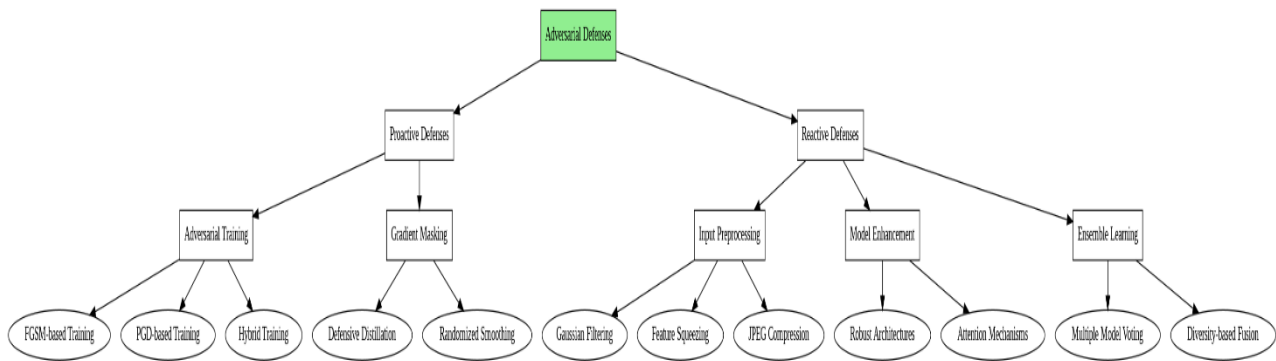 Adversarial Defenses
Proactive Defenses
Reactive Defenses
Adversarial Training
Gradient Masking
Input Preprocessing
Model Enhancement
Ensemble Learning
FGSM-based Training
PGD-based Training
Hybrid Training
Defensive Distillation
Randomized Smoothing
Gaussian Filtering
Feature Squeezing
JPEG Compression
Robust Architectures
Attention Mechanisms
Multiple Model Voting
Diversity-based Fusion